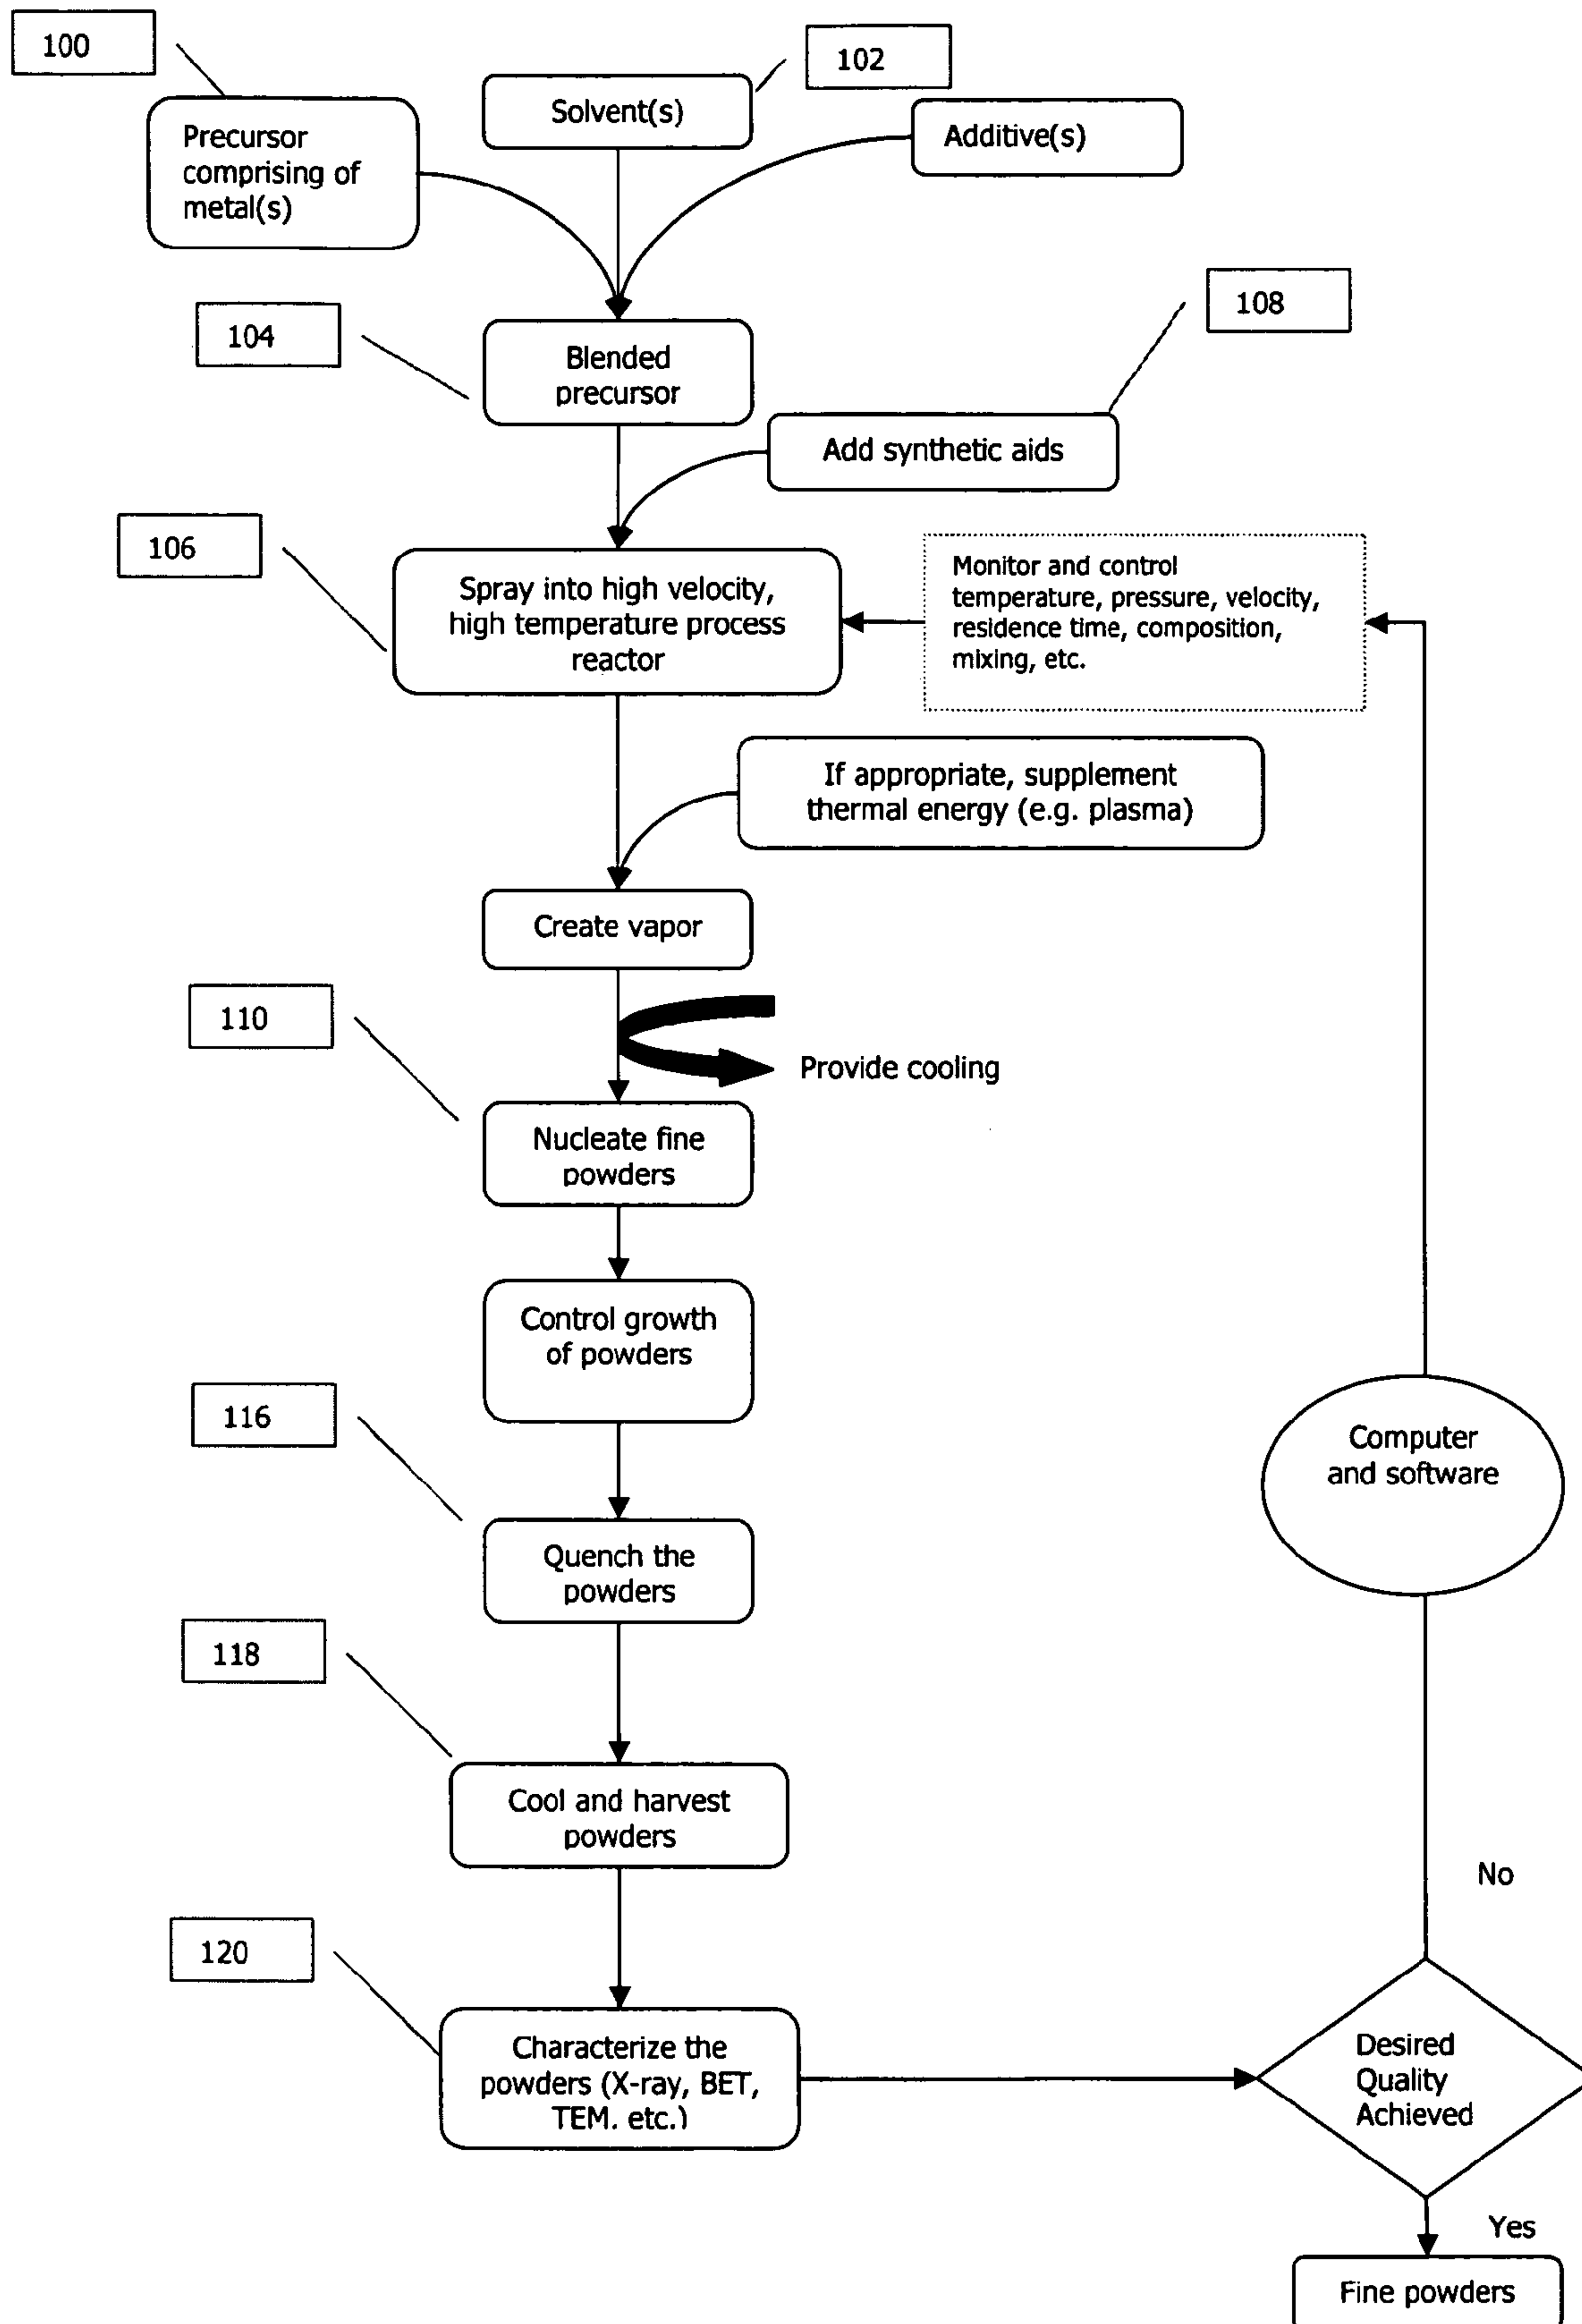 100
102
Solvent(s)
Additive(s)
Precursor
comprising of
metal(s)
104
108
Blended
precursor
Add synthetic aids
106
Spray into high velocity,
high temperature process
reactor
Monitor and control
temperature, pressure, velocity,
residence time, composition,
mixing, etc.
If appropriate, supplement
thermal energy (e.g. plasma)
Create vapor
110
Provide cooling
Nucleate fine
powders
Control growth
of powders
116
Computer
and software
Quench the
powders
118
Cool and harvest
powders
No
120
Characterize the
powders (X-ray, BET,
TEM. etc.)
Desired
Quality
Achieved
Yes
Fine powders